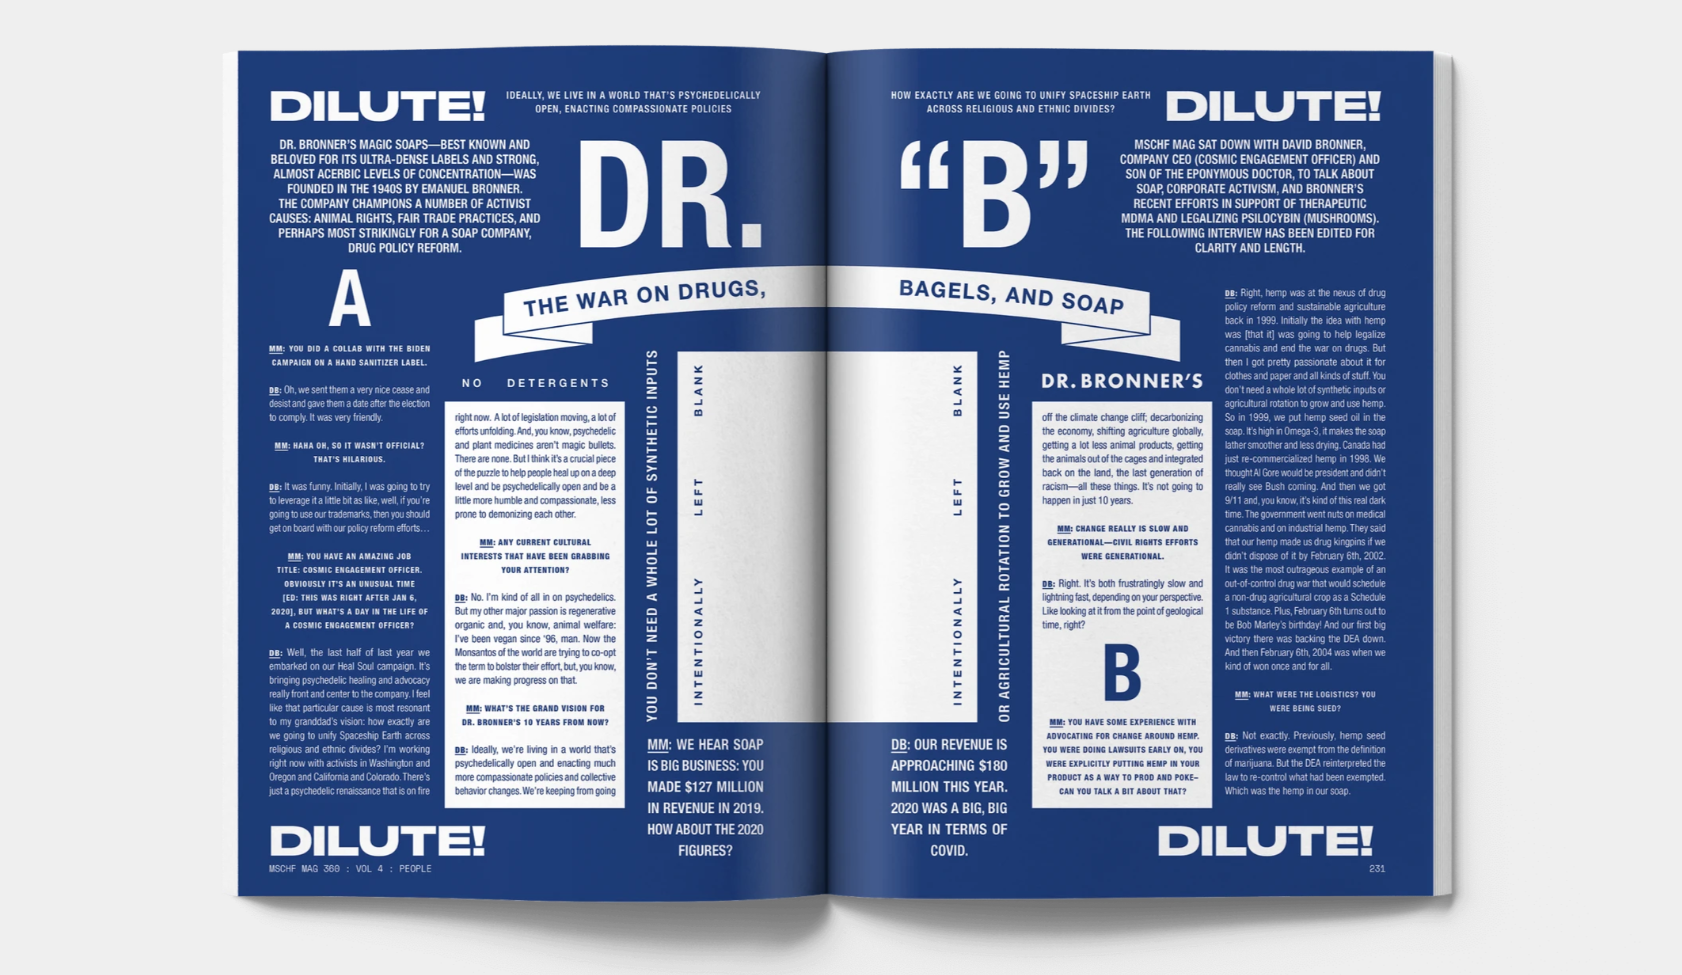 DILUTE!
IDEALLY, WE LIVE IN A WORLD THAT'S PSYCHEDELICALLY
OPEN, ENACTING COMPASSIONATE POLICIES
DR. BRONNER'S MAGIC SOAPS—BEST KNOWN AND
BELOVED FOR ITS ULTRA-DENSE LABELS AND STRONG,
ALMOST ACERBIC LEVELS OF CONCENTRATION—WAS
FOUNDED IN THE 1940S BY EMANUEL BRONNER.
THE COMPANY CHAMPIONS A NUMBER OF ACTIVIST
CAUSES: ANIMAL RIGHTS, FAIR TRADE PRACTICES, AND
PERHAPS MOST STRIKINGLY FOR A SOAP COMPANY,
DRUG POLICY REFORM.
DR.
THE WAR ON DRUGS,
A
MM: YOU DID A COLLAB WITH THE BIDEN
CAMPAIGN ON A HAND SANITIZER LABEL.
DB: Oh, we sent them a very nice cease and
desist and gave them a date after the election
to comply. It was very friendly.
MM: HAHA OH, SO IT WASN'T OFFICIAL?
THAT'S HILARIOUS.
DB: It was funny. Initially, I was going to try
to leverage it a little bit as like, well, if you're
going to use our trademarks, then you should
get on board with our policy reform efforts...
MM: YOU HAVE AN AMAZING JOB
TITLE: COSMIC ENGAGEMENT OFFICER.
OBVIOUSLY IT'S AN UNUSUAL TIME
[ED: THIS WAS RIGHT AFTER JAN 6,
2020], BUT WHAT'S A DAY IN THE LIFE OF
A COSMIC ENGAGEMENT OFFICER?
DB: Well, the last half of last year we
embarked on our Heal Soul campaign. It's
bringing psychedelic healing and advocacy
really front and center to the company. I feel
like that particular cause is most resonant
to my granddad's vision: how exactly are
we going to unify Spaceship Earth across
religious and ethnic divides? I'm working
right now with activists in Washington and
Oregon and California and Colorado. There's
just a psychedelic renaissance that is on fire
NO DETERGENTS
right now. A lot of legislation moving, a lot of
efforts unfolding. And, you know, psychedelic
and plant medicines aren't magic bullets.
There are none. But I think it's a crucial piece
of the puzzle to help people heal up on a deep
level and be psychedelically open and be a
little more humble and compassionate, less
prone to demonizing each other.
MM: ANY CURRENT CULTURAL
INTERESTS THAT HAVE BEEN GRABBING
YOUR ATTENTION?
DB: No. I'm kind of all in on psychedelics.
But my other major passion is regenerative
organic and, you know, animal welfare:
I've been vegan since '96, man. Now the
Monsantos of the world are trying to co-opt
the term to bolster their effort, but, you know,
we are making progress on that.
MM: WHAT'S THE GRAND VISION FOR
DR. BRONNER'S 10 YEARS FROM NOW?
DB: Ideally, we're living in a world that's
psychedelically open and enacting much
more compassionate policies and collective
behavior changes. We're keeping from going
YOU DON'T NEED A WHOLE LOT OF SYNTHETIC INPUTS
INTENTIONALLY LEFT BLANK
MM: WE HEAR SOAP
IS BIG BUSINESS: YOU
MADE $127 MILLION
IN REVENUE IN 2019.
HOW ABOUT THE 2020
FIGURES?
DILUTE!
MSCHF MAG 360 : VOL 4 : PEOPLE
HOW EXACTLY ARE WE GOING TO UNIFY SPACESHIP EARTH
ACROSS RELIGIOUS AND ETHNIC DIVIDES?
DILUTE!
“B”
MSCHF MAG SAT DOWN WITH DAVID BRONNER,
COMPANY CEO (COSMIC ENGAGEMENT OFFICER) AND
SON OF THE EPONYMOUS DOCTOR, TO TALK ABOUT
SOAP, CORPORATE ACTIVISM, AND BRONNER'S
RECENT EFFORTS IN SUPPORT OF THERAPEUTIC
MDMA AND LEGALIZING PSILOCYBIN (MUSHROOMS).
THE FOLLOWING INTERVIEW HAS BEEN EDITED FOR
CLARITY AND LENGTH.
BAGELS, AND SOAP
INTENTIONALLY LEFT BLANK
OR AGRICULTURAL ROTATION TO GROW AND USE HEMP
DB: OUR REVENUE IS
APPROACHING $180
MILLION THIS YEAR.
2020 WAS A BIG, BIG
YEAR IN TERMS OF
COVID.
DR. BRONNER'S
off the climate change cliff; decarbonizing
the economy, shifting agriculture globally,
getting a lot less animal products, getting
the animals out of the cages and integrated
back on the land, the last generation of
racism—all these things. It's not going to
happen in just 10 years.
MM: CHANGE REALLY IS SLOW AND
GENERATIONAL—CIVIL RIGHTS EFFORTS
WERE GENERATIONAL.
DB: Right. It's both frustratingly slow and
lightning fast, depending on your perspective.
Like looking at it from the point of geological
time, right?
B
MM: YOU HAVE SOME EXPERIENCE WITH
ADVOCATING FOR CHANGE AROUND HEMP.
YOU WERE DOING LAWSUITS EARLY ON, YOU
WERE EXPLICITLY PUTTING HEMP IN YOUR
PRODUCT AS A WAY TO PROD AND POKE–
CAN YOU TALK A BIT ABOUT THAT?
DB: Right, hemp was at the nexus of drug
policy reform and sustainable agriculture
back in 1999. Initially the idea with hemp
was [that it] was going to help legalize
cannabis and end the war on drugs. But
then I got pretty passionate about it for
clothes and paper and all kinds of stuff. You
don't need a whole lot of synthetic inputs or
agricultural rotation to grow and use hemp.
So in 1999, we put hemp seed oil in the
soap. It's high in Omega-3, it makes the soap
lather smoother and less drying. Canada had
just re-commercialized hemp in 1998. We
thought Al Gore would be president and didn't
really see Bush coming. And then we got
9/11 and, you know, it's kind of this real dark
time. The government went nuts on medical
cannabis and on industrial hemp. They said
that our hemp made us drug kingpins if we
didn't dispose of it by February 6th, 2002.
It was the most outrageous example of an
out-of-control drug war that would schedule
a non-drug agricultural crop as a Schedule
1 substance. Plus, February 6th turns out to
be Bob Marley's birthday! And our first big
victory there was backing the DEA down.
And then February 6th, 2004 was when we
kind of won once and for all.
MM: WHAT WERE THE LOGISTICS? YOU
WERE BEING SUED?
DB: Not exactly. Previously, hemp seed
derivatives were exempt from the definition
of marijuana. But the DEA reinterpreted the
law to re-control what had been exempted.
Which was the hemp in our soap.
DILUTE!
231